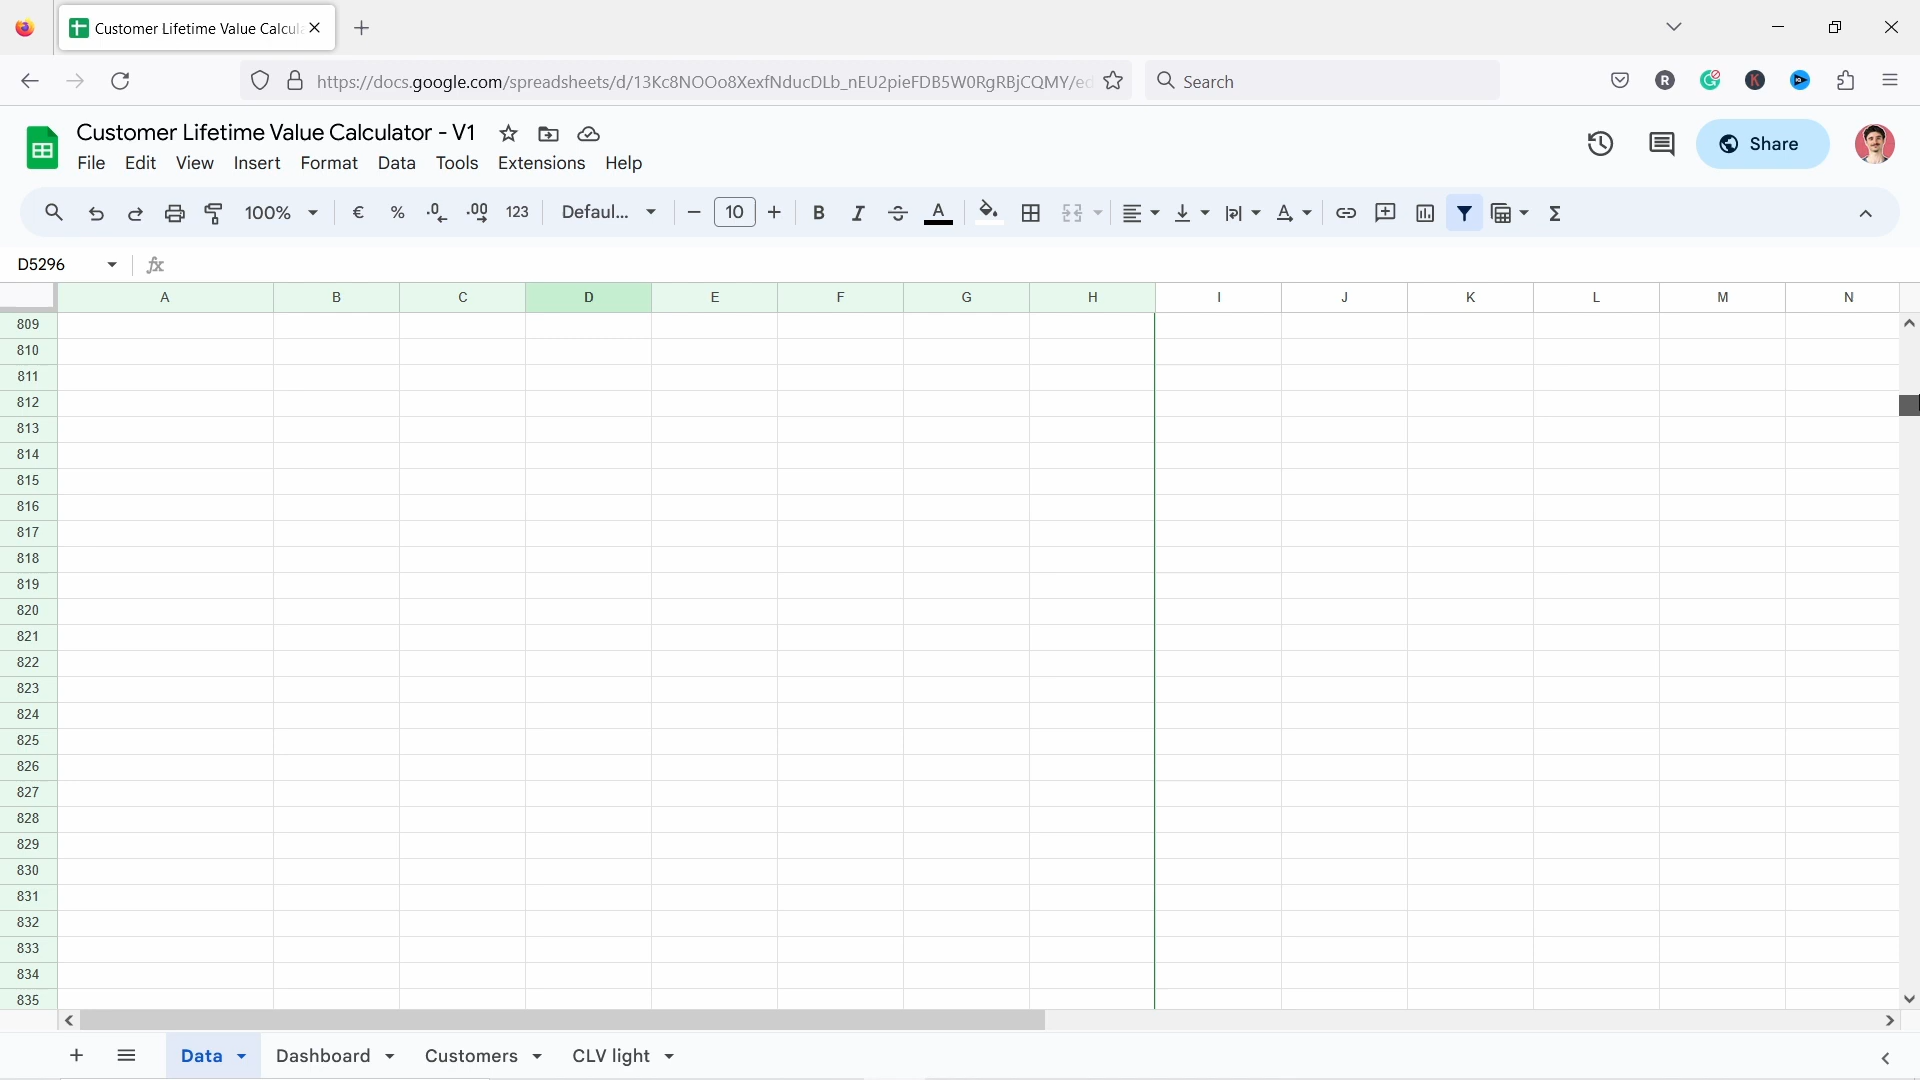 Customer Lifetime Value Calcul
https://docs.google.com/spreadsheets/d/13Kc8NOOo8XexfNducDLb_nEU2pieFDB5W0RgRBjCQMY/ed
Search
R
K
Customer Lifetime Value Calculator - V1
File Edit View Insert Format Data Tools Extensions Help
Share
100% € % .0 .00 123 Defaul... 10 B I S A A Σ
D5296 fx
A B C D E F G H I J K L M N
809
810
811
812
813
814
815
816
817
818
819
820
821
822
823
824
825
826
827
828
829
830
831
832
833
834
835
Data Dashboard Customers CLV light